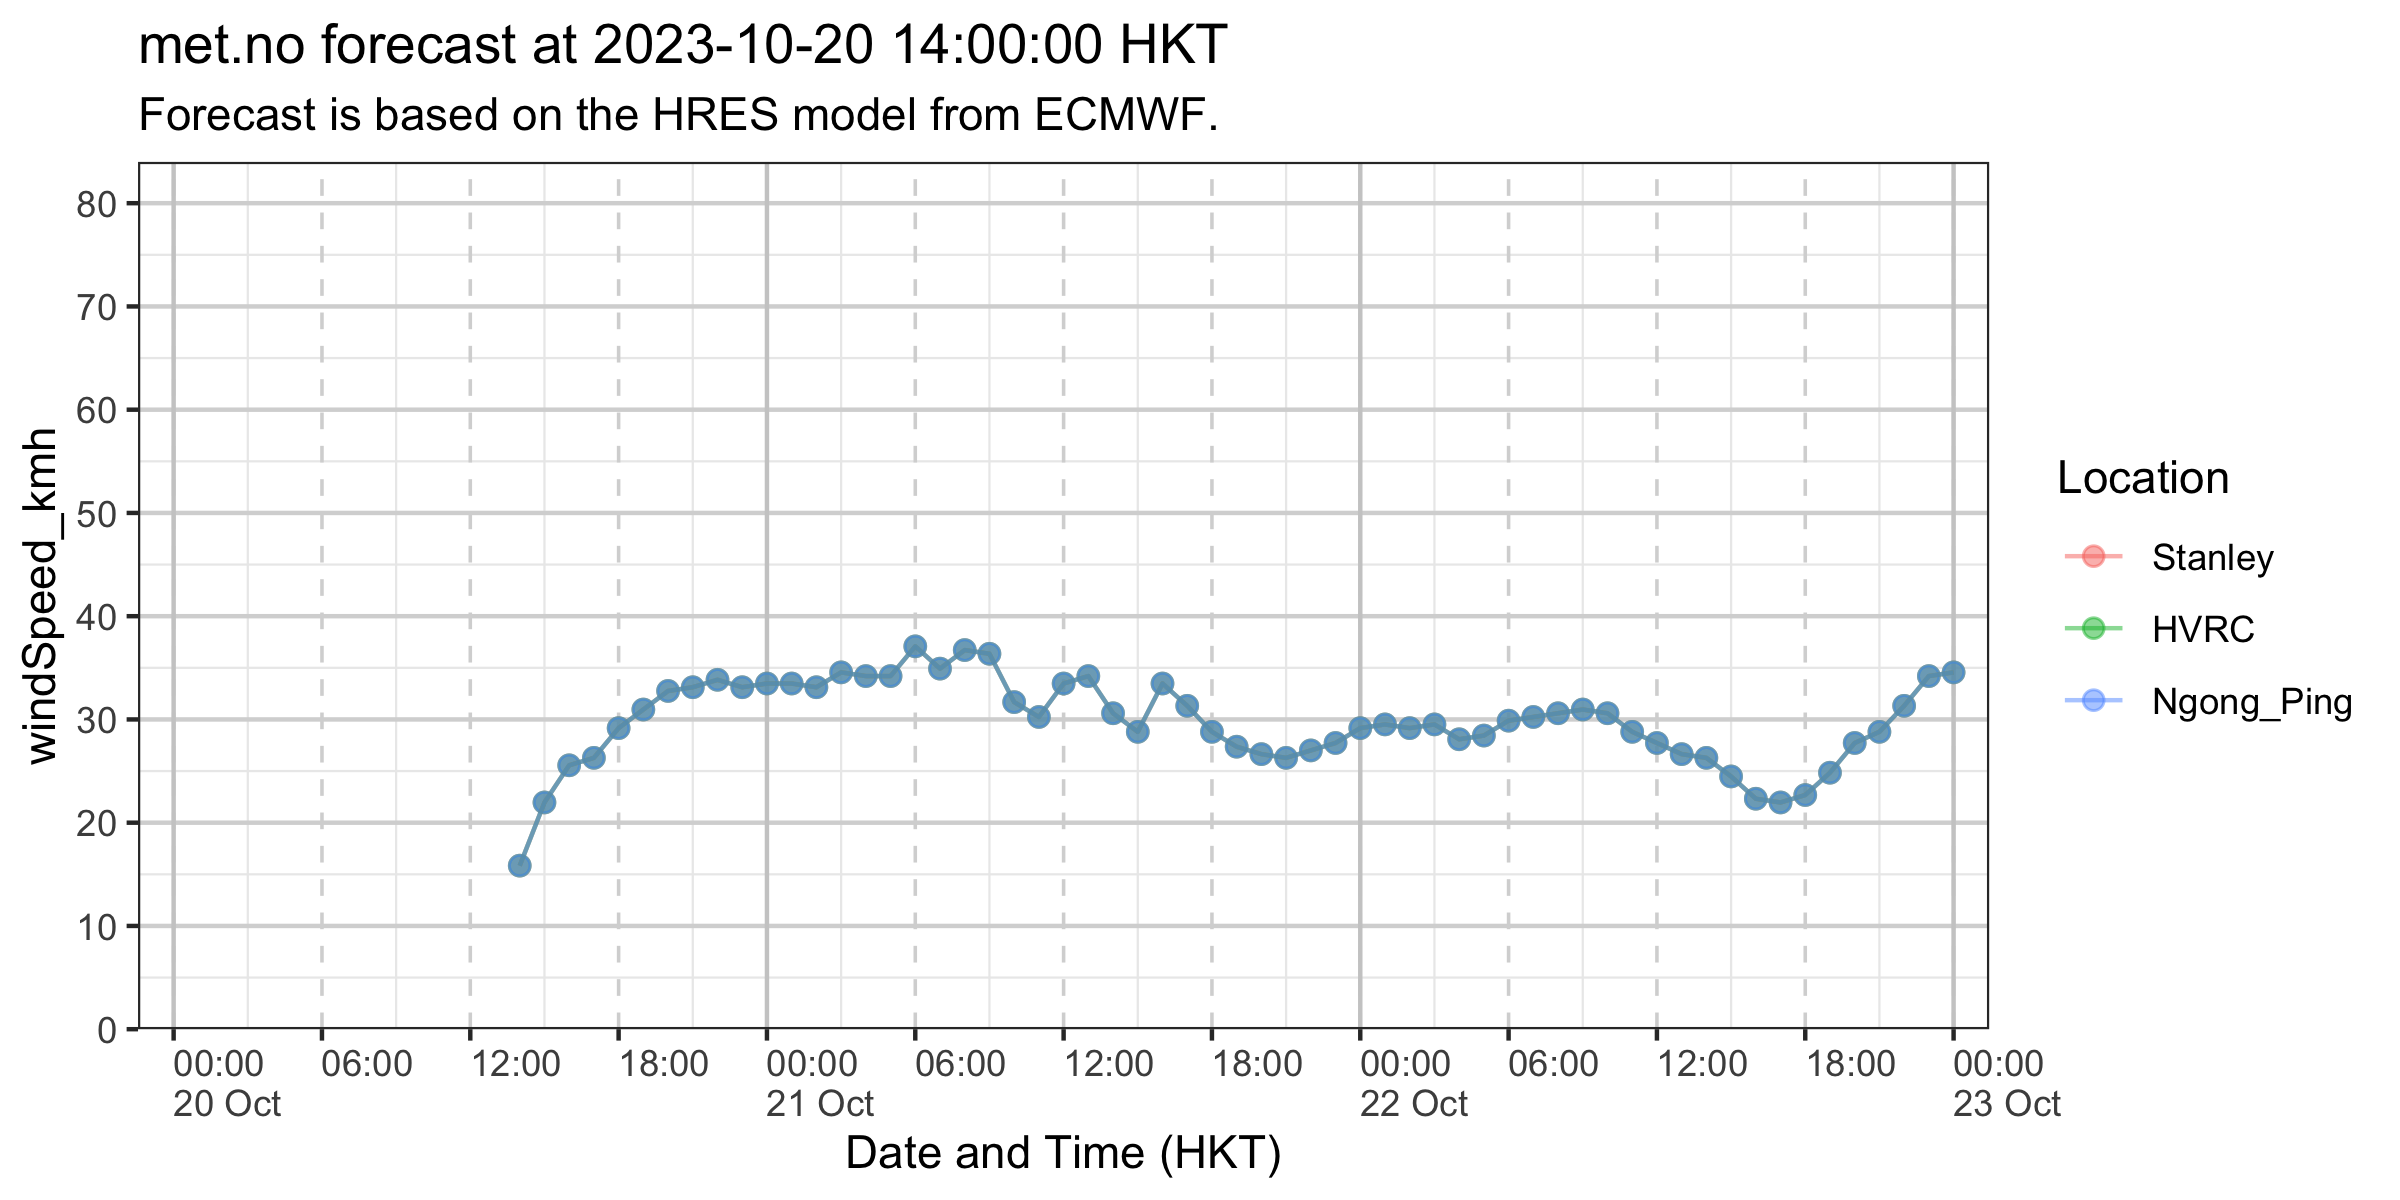 met.no forecast at 2023-10-20 14:00:00 HKT
Forecast is based on the HRES model from ECMWF.
windSpeed_kmh
80
70
60
50
40
30
20
10
0
00:00 06:00 12:00 18:00 00:00 06:00 12:00 18:00 00:00 06:00 12:00 18:00 00:00
20 Oct 21 Oct 22 Oct 23 Oct
Date and Time (HKT)
Location
Stanley
HVRC
Ngong_Ping